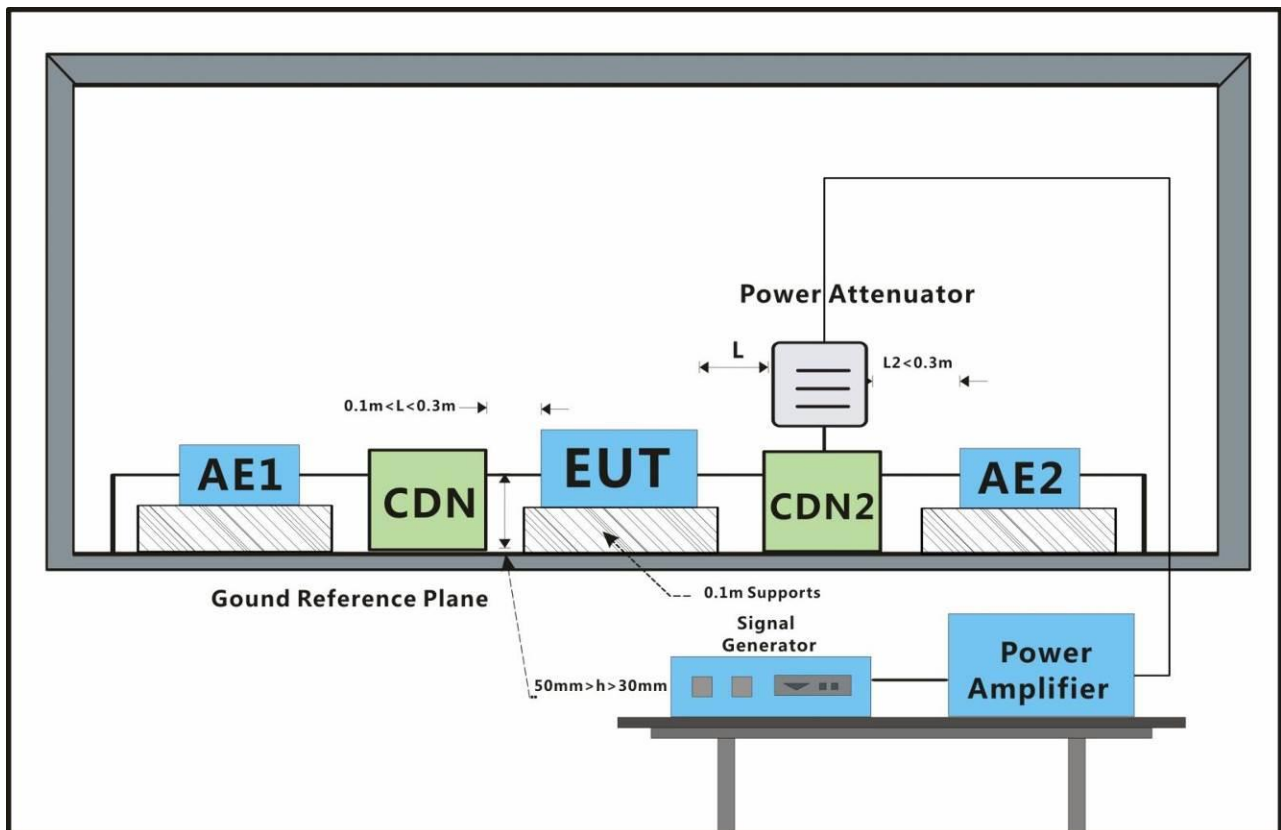 Power Attenuator
L
L2<0.3m
0.1m<L<0.3m
AE1
CDN
EUT
CDN2
AE2
Gound Reference Plane
0.1m Supports
Signal
Generator
50mm>h>30mm
Power
Amplifier